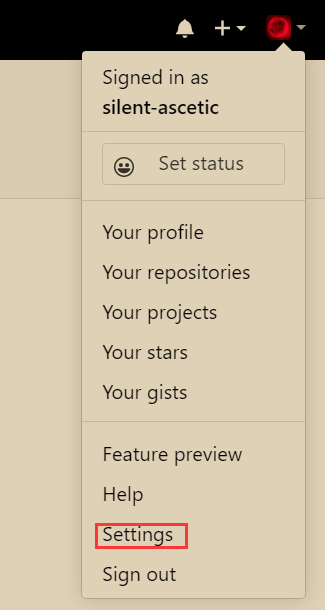 Signed in as
silent-ascetic
Set status
Your profile
Your repositories
Your projects
Your stars
Your gists
Feature preview
Help
Settings
Sign out